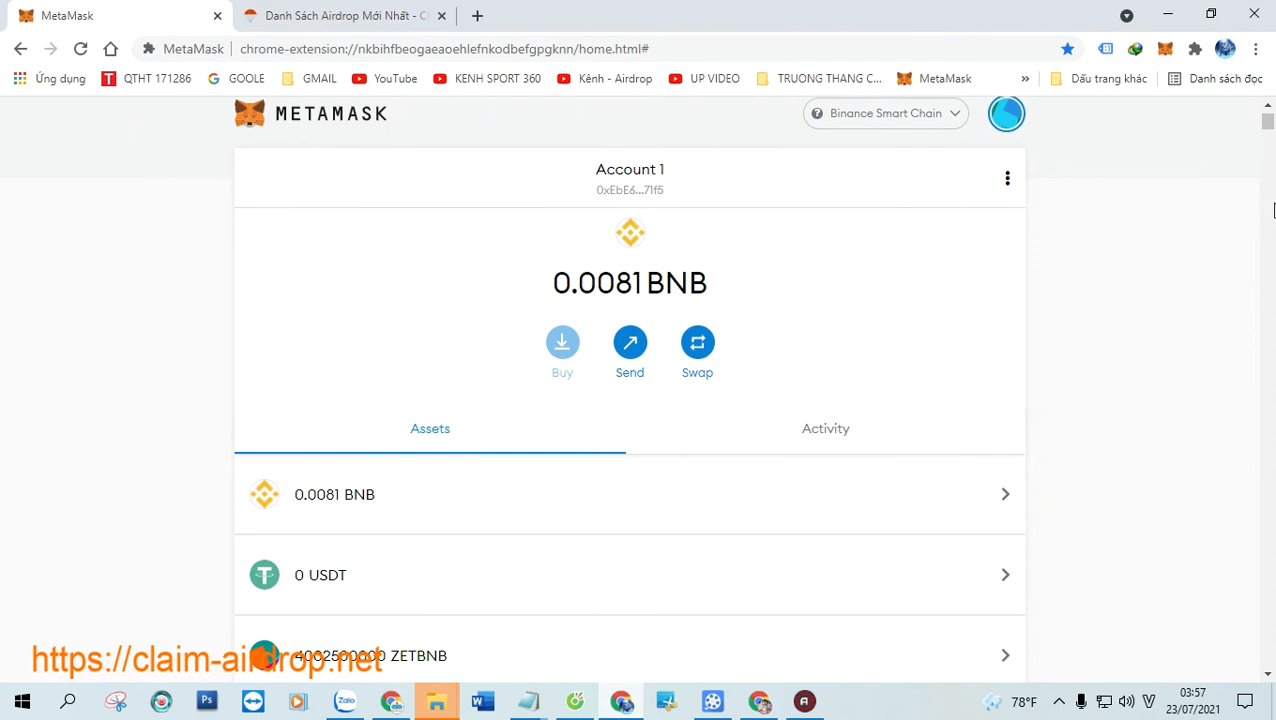 MetaMask
Danh Sách Airdrop Mới Nhất - C
MetaMask
chrome-extension://nkbihfbeogaeaoehlefnkodbefgpgknn/home.html#
Ứng dụng
QTHT 171286
GOOLE
GMAIL
YouTube
KENH SPORT 360
Kênh - Airdrop
UP VIDEO
TRUONG THANG C...
MetaMask
»
Dấu trang khác
Danh sách đọc
METAMASK
Binance Smart Chain
Account 1
0xEbE6...71f5
0.0081 BNB
Buy
Send
Swap
Assets
Activity
0.0081 BNB
0 USDT
4002500000 ZETBNB
https://claim-airdrop.net
Ps
Zalo
78°F
V
03:57
23/07/2021